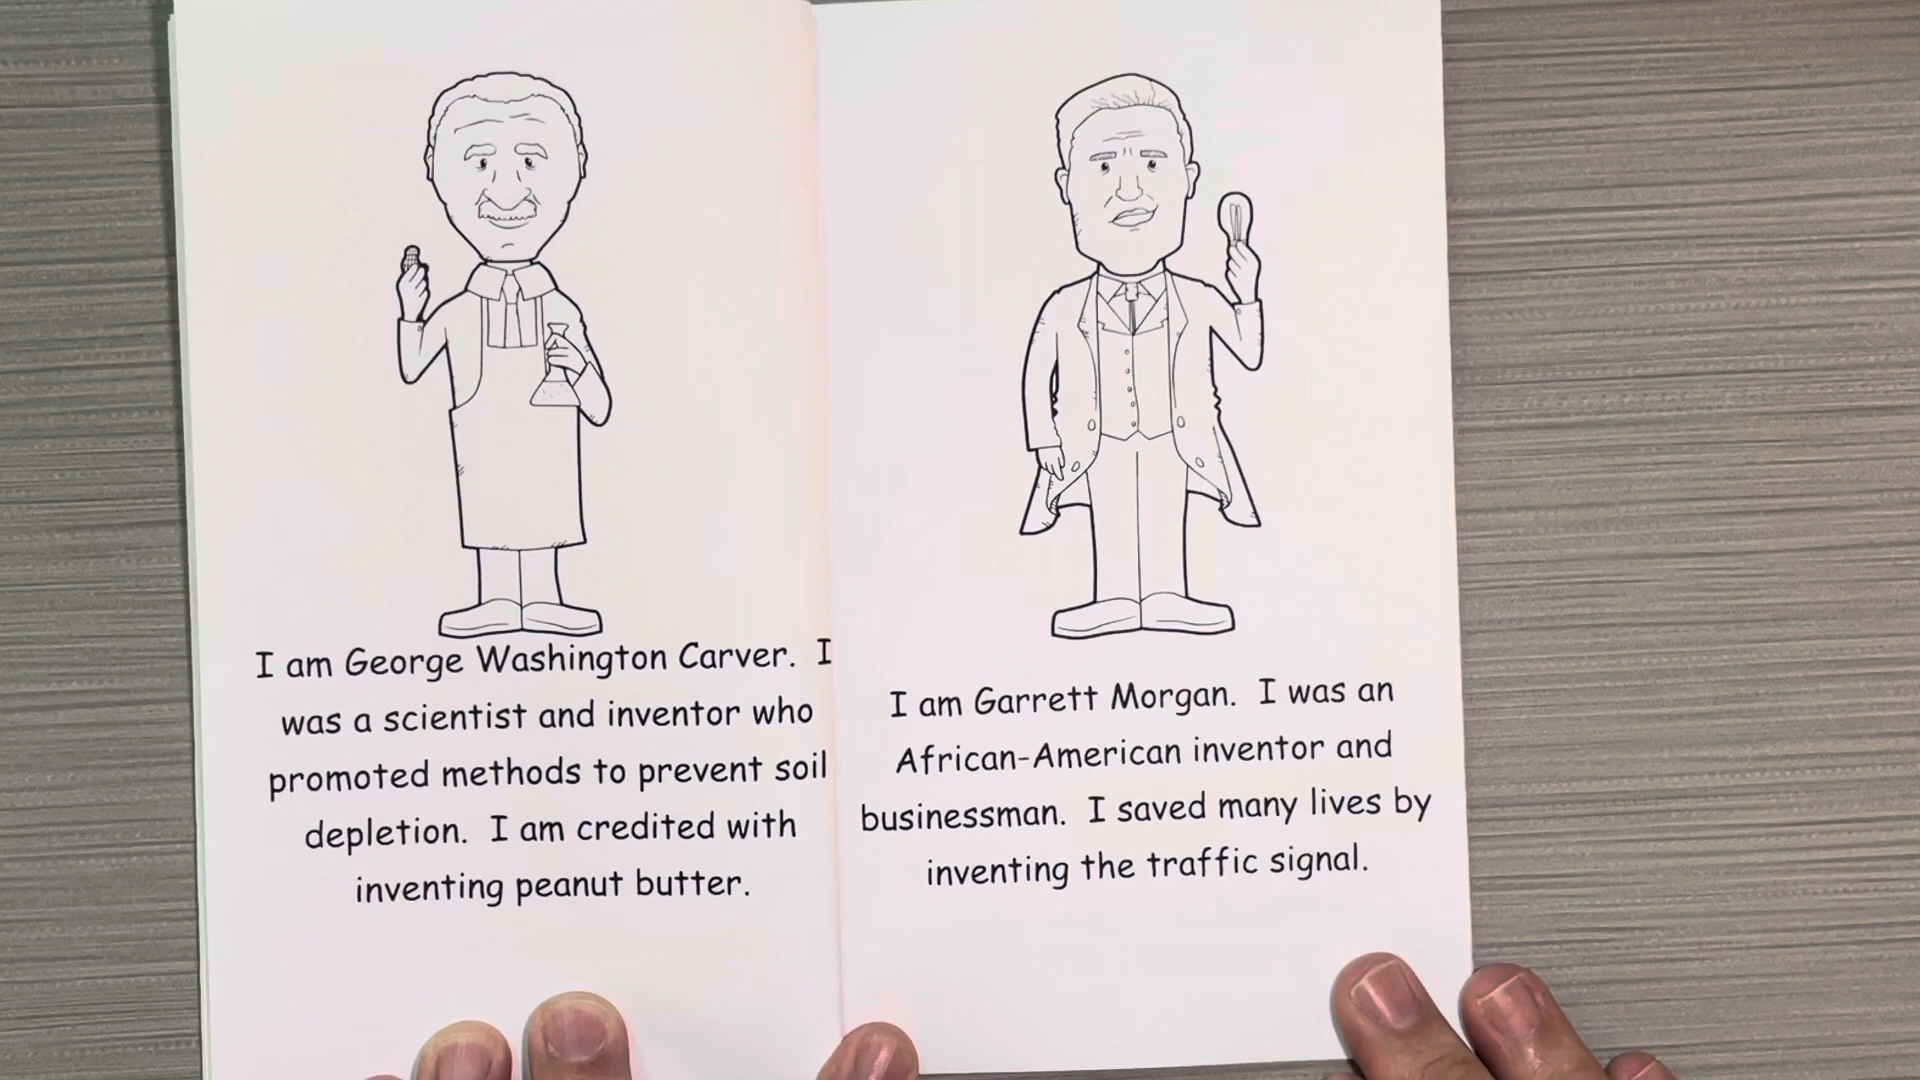 I am George Washington Carver. I
was a scientist and inventor who
promoted methods to prevent soil
depletion. I am credited with
inventing peanut butter.
I am Garrett Morgan. I was an
African-American inventor and
businessman. I saved many lives by
inventing the traffic signal.